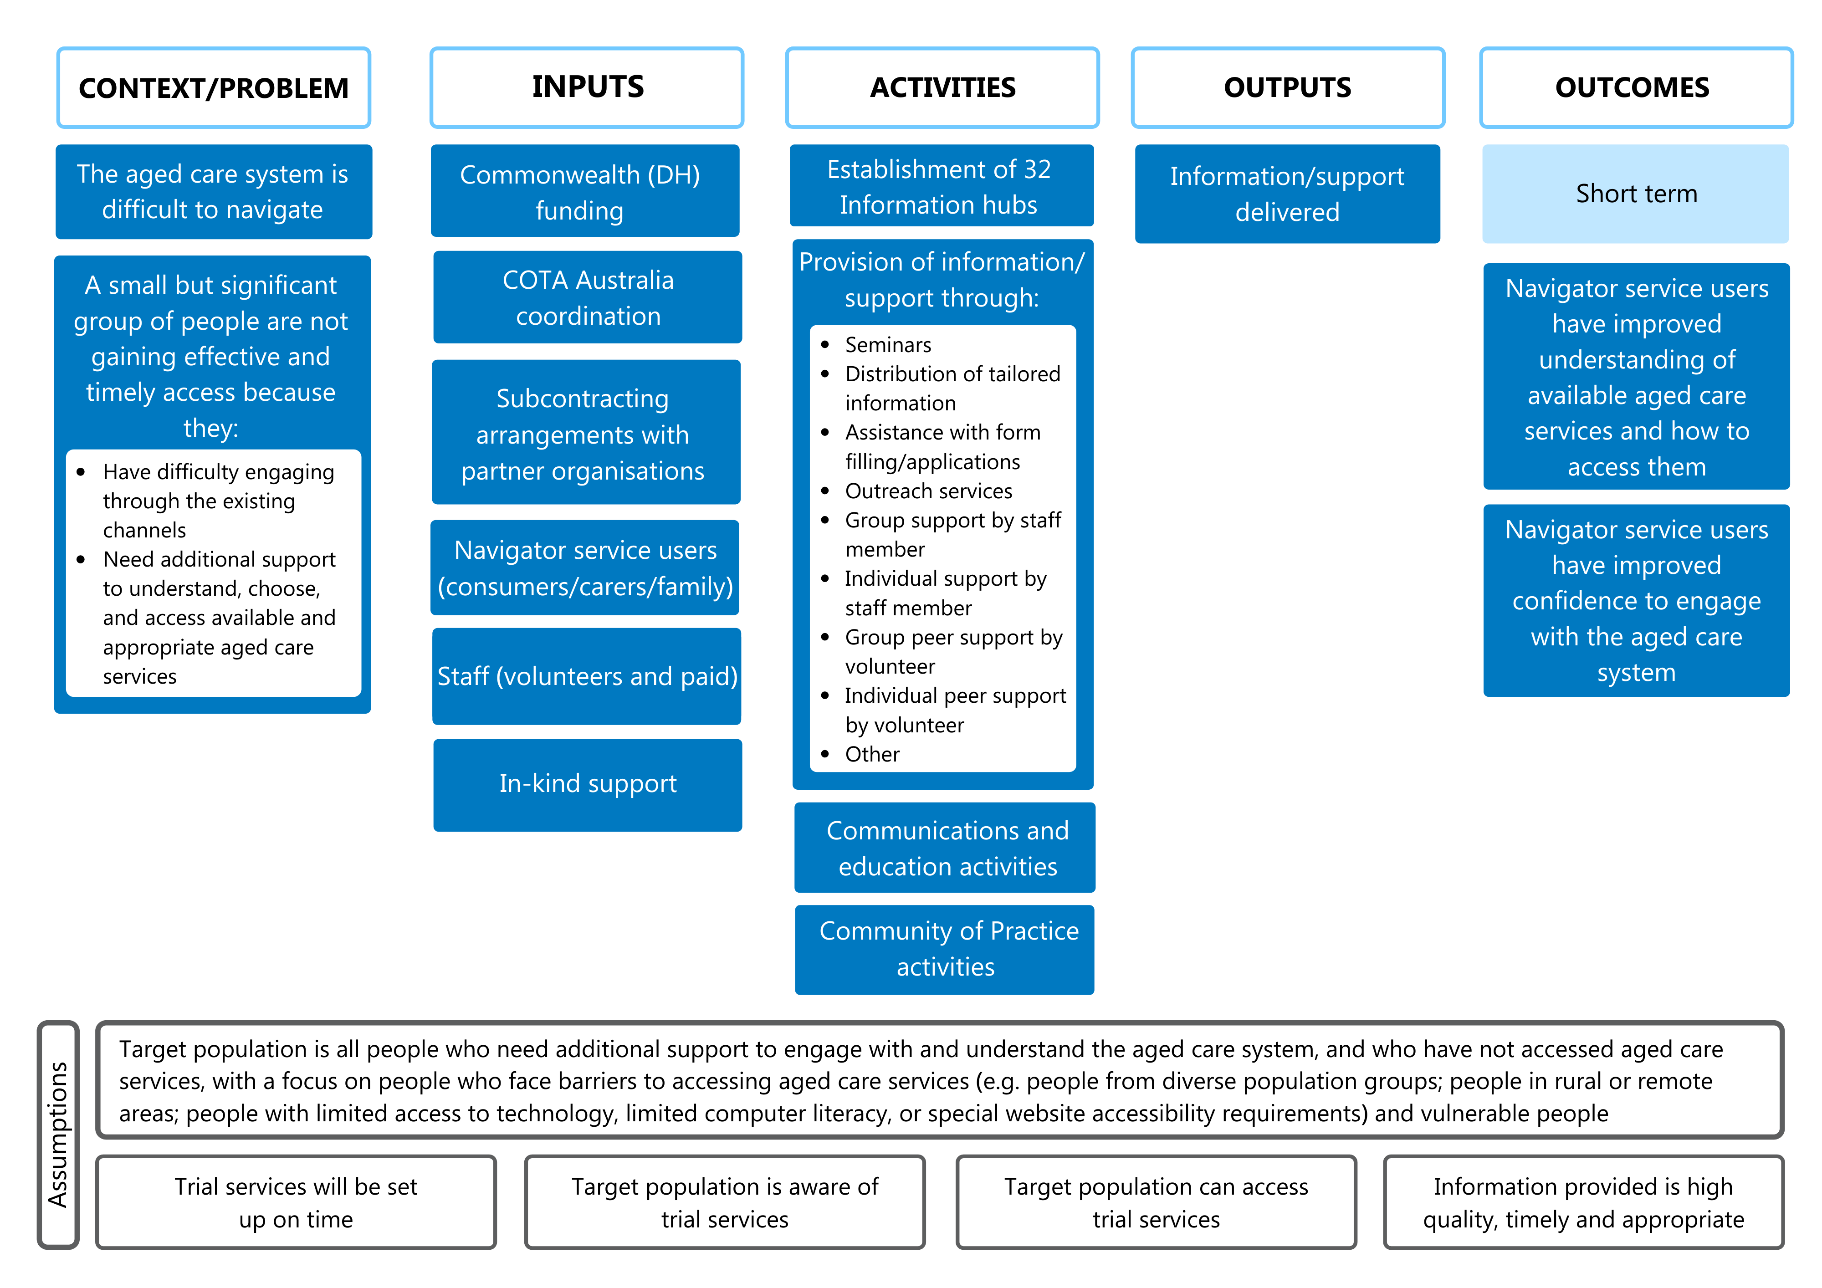 CONTEXT/PROBLEM
The aged care system is
difficult to navigate
A small but significant
group of people are not
gaining effective and
timely access because
they:
• Have difficulty engaging
through the existing
channels
• Need additional support
to understand, choose,
and access available and
appropriate aged care
services
INPUTS
Commonwealth (DH)
funding
COTA Australia
coordination
Subcontracting
arrangements with
partner organisations
Navigator service users
(consumers/carers/family)
Staff (volunteers and paid)
In-kind support
ACTIVITIES
Establishment of 32
Information hubs
Provision of information/
support through:
• Seminars
• Distribution of tailored
information
• Assistance with form
filling/applications
• Outreach services
• Group support by staff
member
• Individual support by
staff member
• Group peer support by
volunteer
• Individual peer support
by volunteer
• Other
Communications and
education activities
Community of Practice
activities
OUTPUTS
Information/support
delivered
OUTCOMES
Short term
Navigator service users
have improved
understanding of
available aged care
services and how to
access them
Navigator service users
have improved
confidence to engage
with the aged care
system
Assumptions
Target population is all people who need additional support to engage with and understand the aged care system, and who have not accessed aged care
services, with a focus on people who face barriers to accessing aged care services (e.g. people from diverse population groups; people in rural or remote
areas; people with limited access to technology, limited computer literacy, or special website accessibility requirements) and vulnerable people
Trial services will be set
up on time
Target population is aware of
trial services
Target population can access
trial services
Information provided is high
quality, timely and appropriate